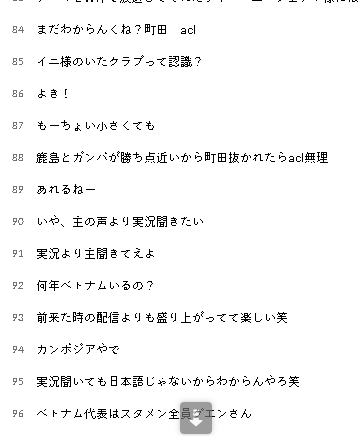 84 まだわからんくね?町田 acl
85 イニ様のいたクラブって認識?
86 よき!
87 もーちょい小さくても
88 鹿島とガンバが勝ち点近いから町田抜かれたらacl無理
89 あれるねー
90 いや、主の声より実況聞きたい
91 実況より主聞きてえよ
92 何年ベトナムいるの?
93 前来た時の配信よりも盛り上がってて楽しい笑
94 カンボジアやで
95 実況聞いても日本語じゃないからわからんやろ笑
96 ベトナム代表はスタメン全員グエンさん